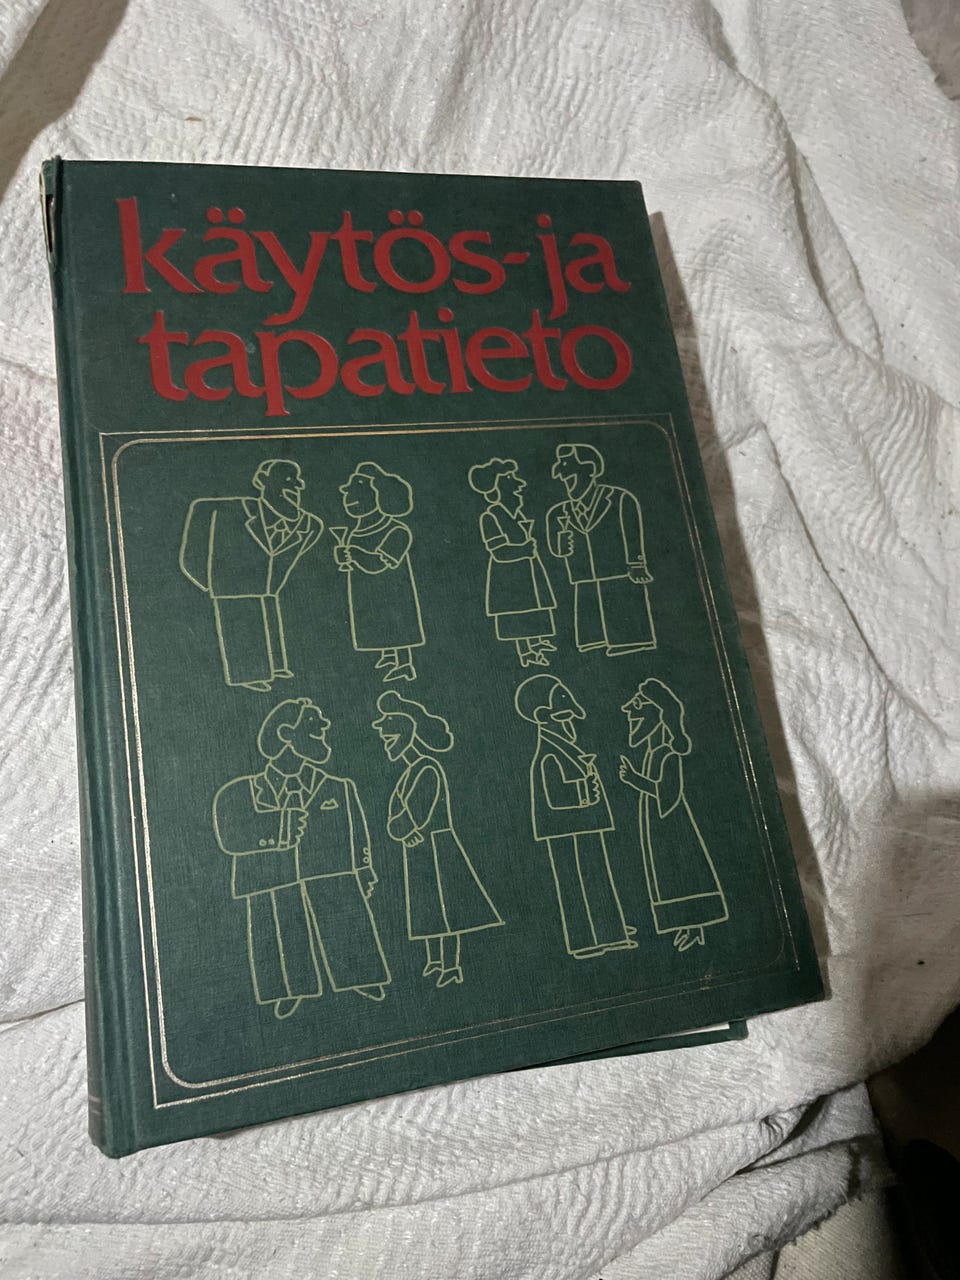 käytös- ja
tapatieto